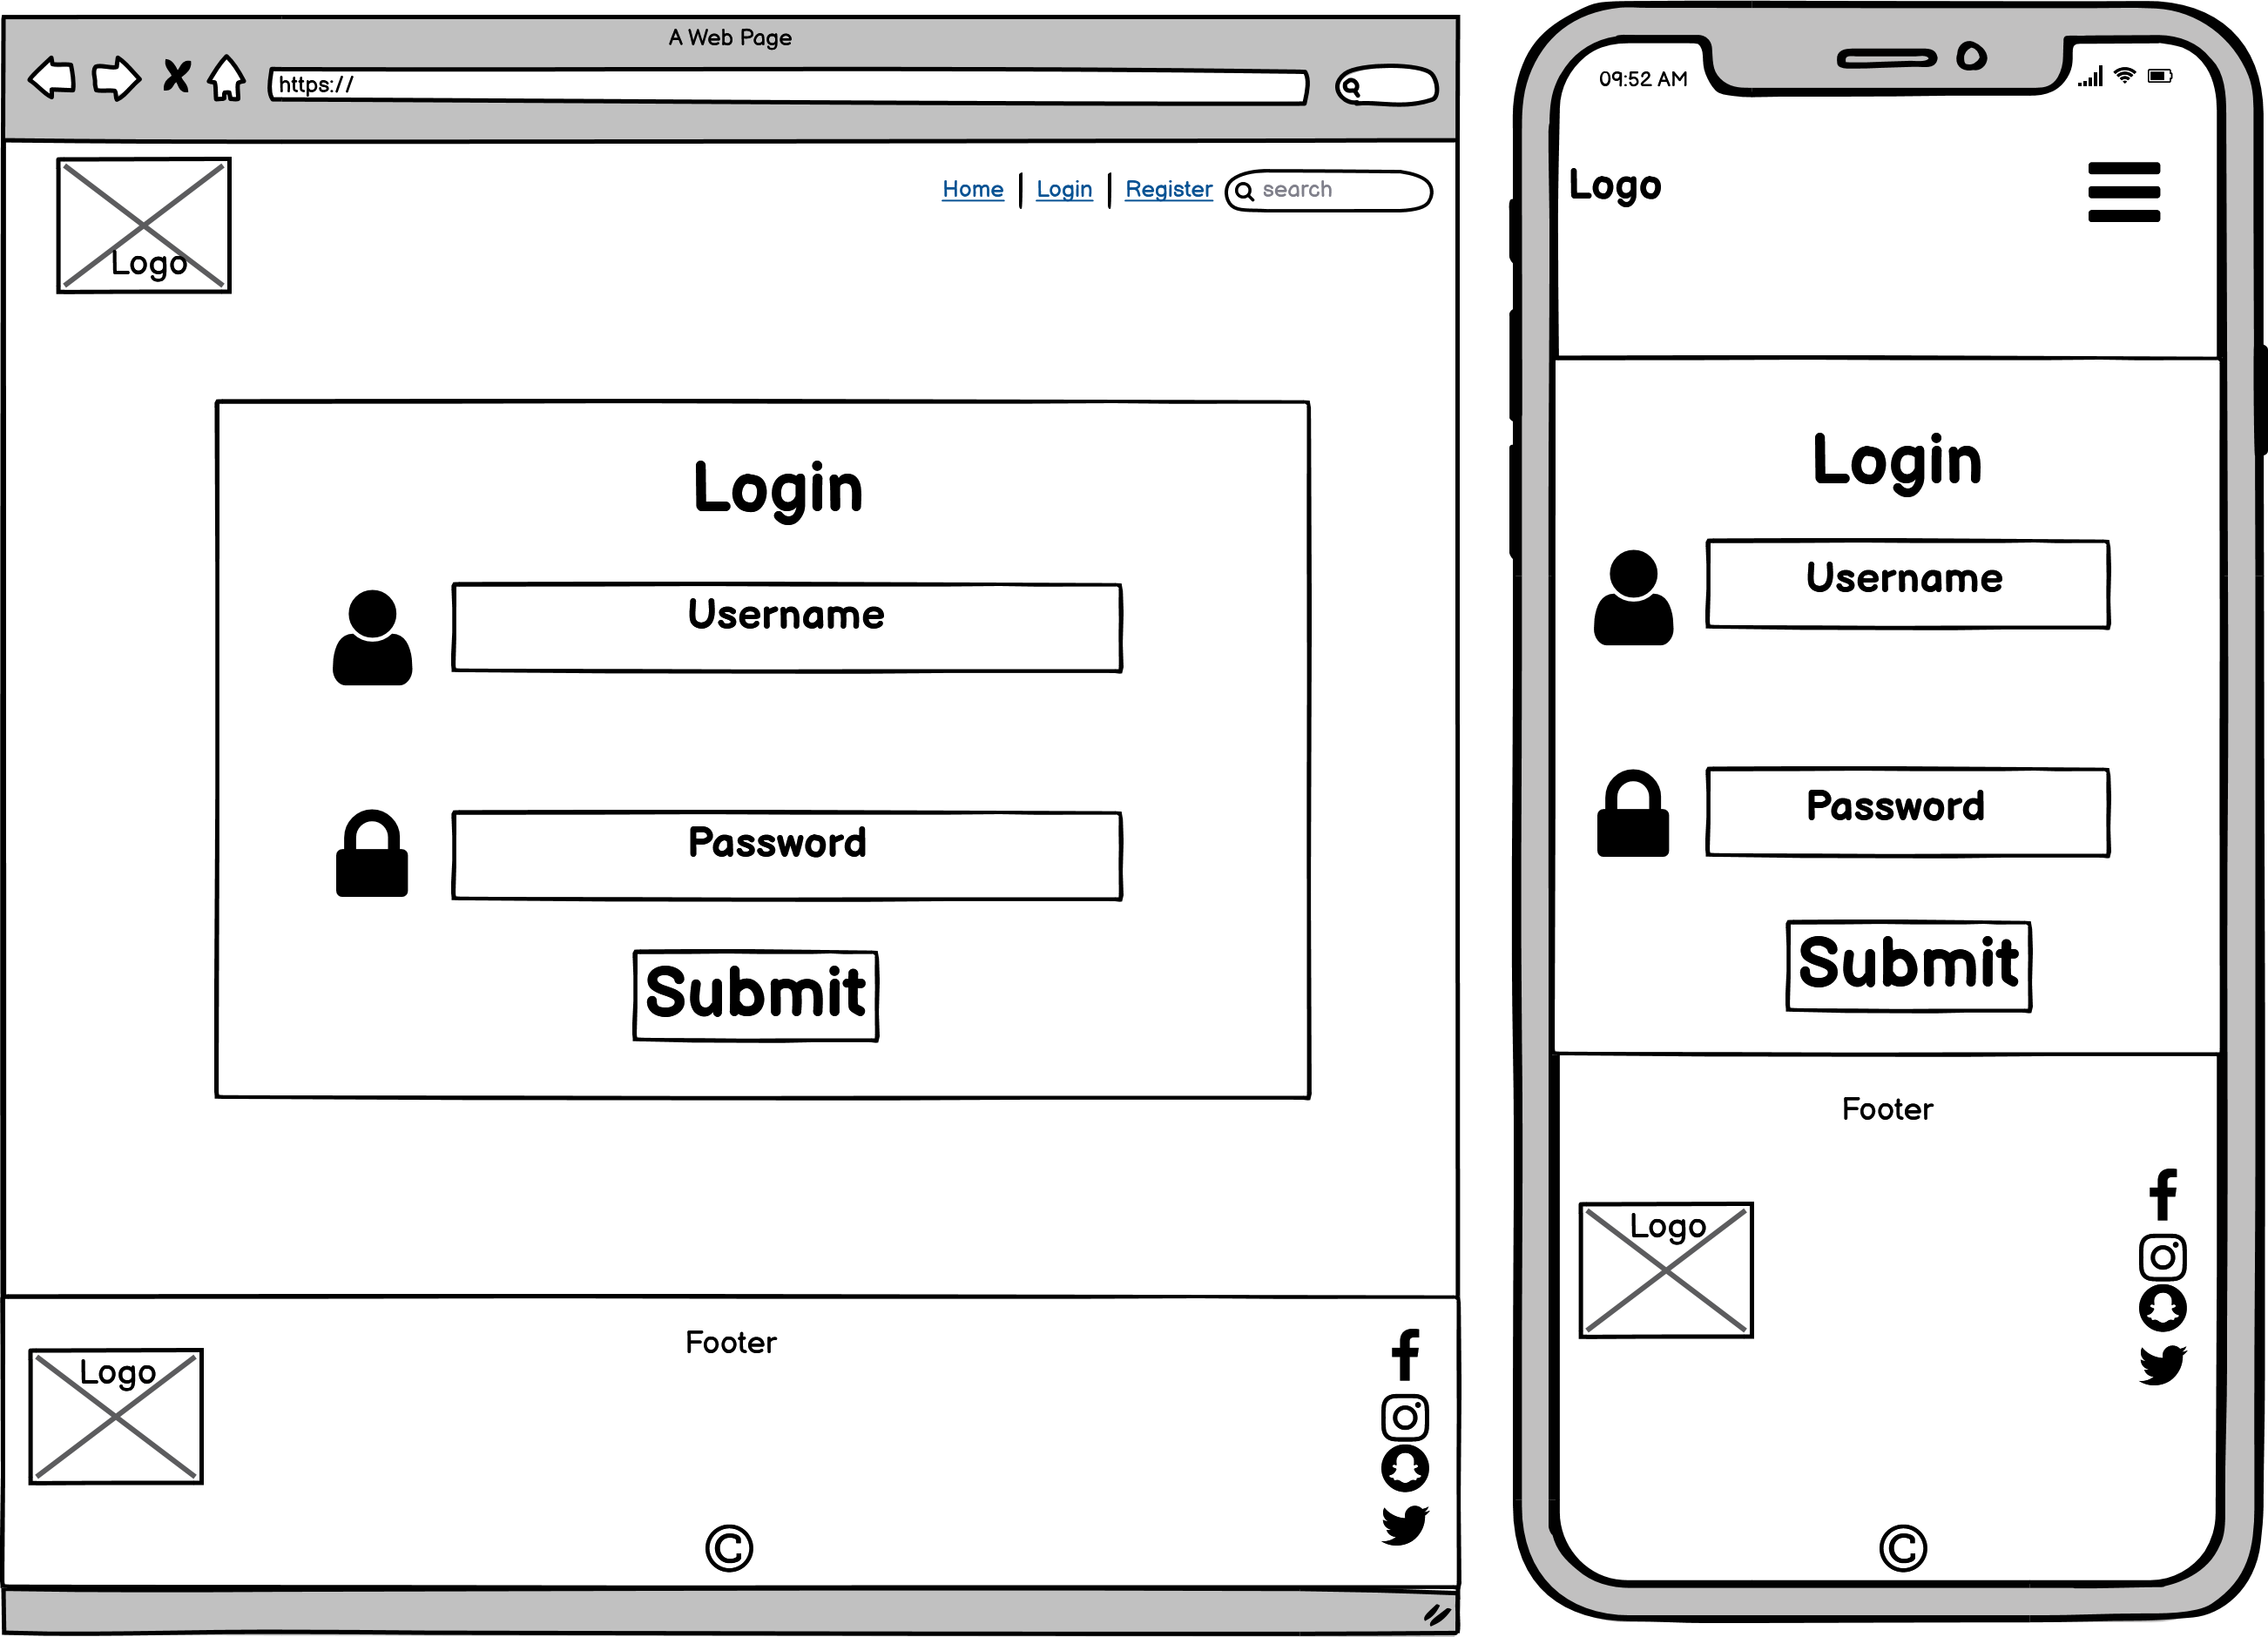 A Web Page
https://
Logo
Home | Login | Register search
Login
Username
Password
Submit
Footer
Logo
©
09:52 AM
Logo
Login
Username
Password
Submit
Footer
Logo
©